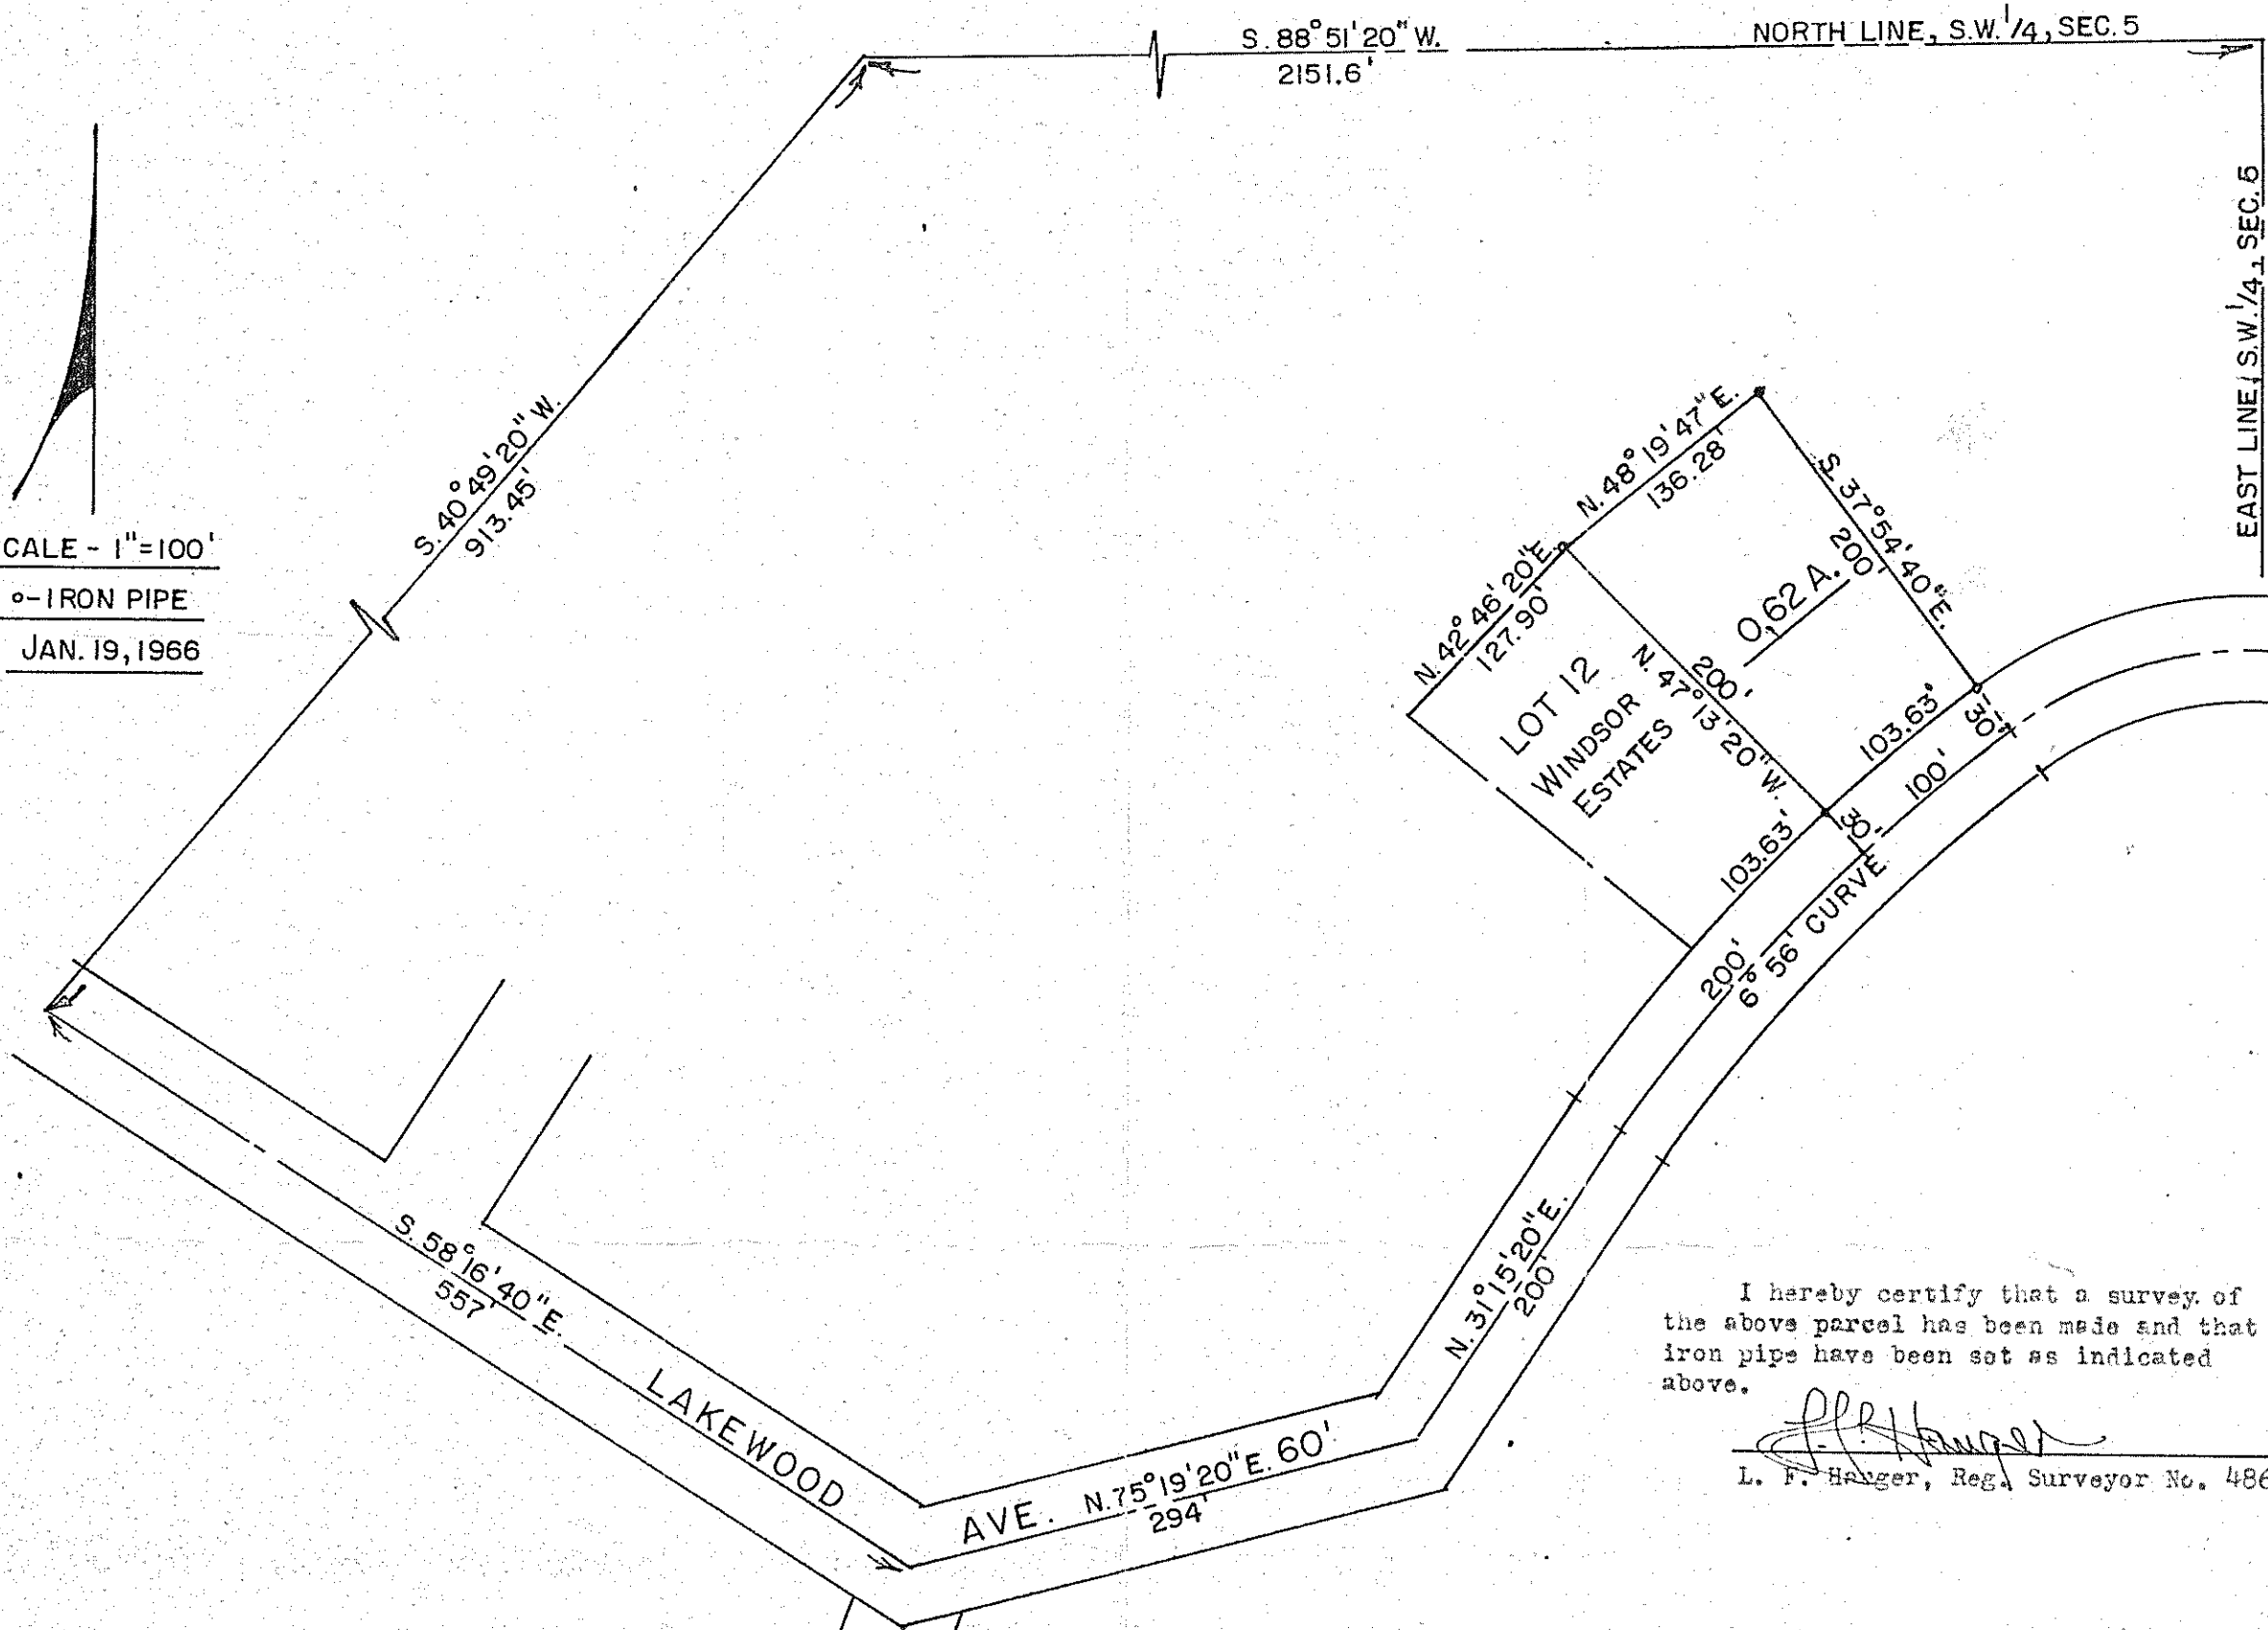 S. 88° 51' 20" W.
2151.6'
NORTH LINE, S.W. 1/4, SEC. 5
EAST LINE, S.W. 1/4, SEC. 5
S. 40° 49' 20" W.
913.45'
CALE - 1"=100'
o-IRON PIPE
JAN. 19, 1966
N. 48° 19' 47" E.
136.28'
S. 37° 54' 40" E.
200'
N. 42° 46' 20" E.
127.90'
0.62 A.
LOT 12
WINDSOR
ESTATES
200'
N. 47° 13' 20" W.
103.63'
30'
100'
103.63'
30'
200'
6° 56' CURVE
S. 58° 16' 40" E.
557'
N. 31° 15' 20" E.
200'
LAKEWOOD
AVE. N. 75° 19' 20" E. 60'
294'
I hereby certify that a survey of
the above parcel has been made and that
iron pipe have been set as indicated
above.
L. F. Hauger, Reg. Surveyor No. 486